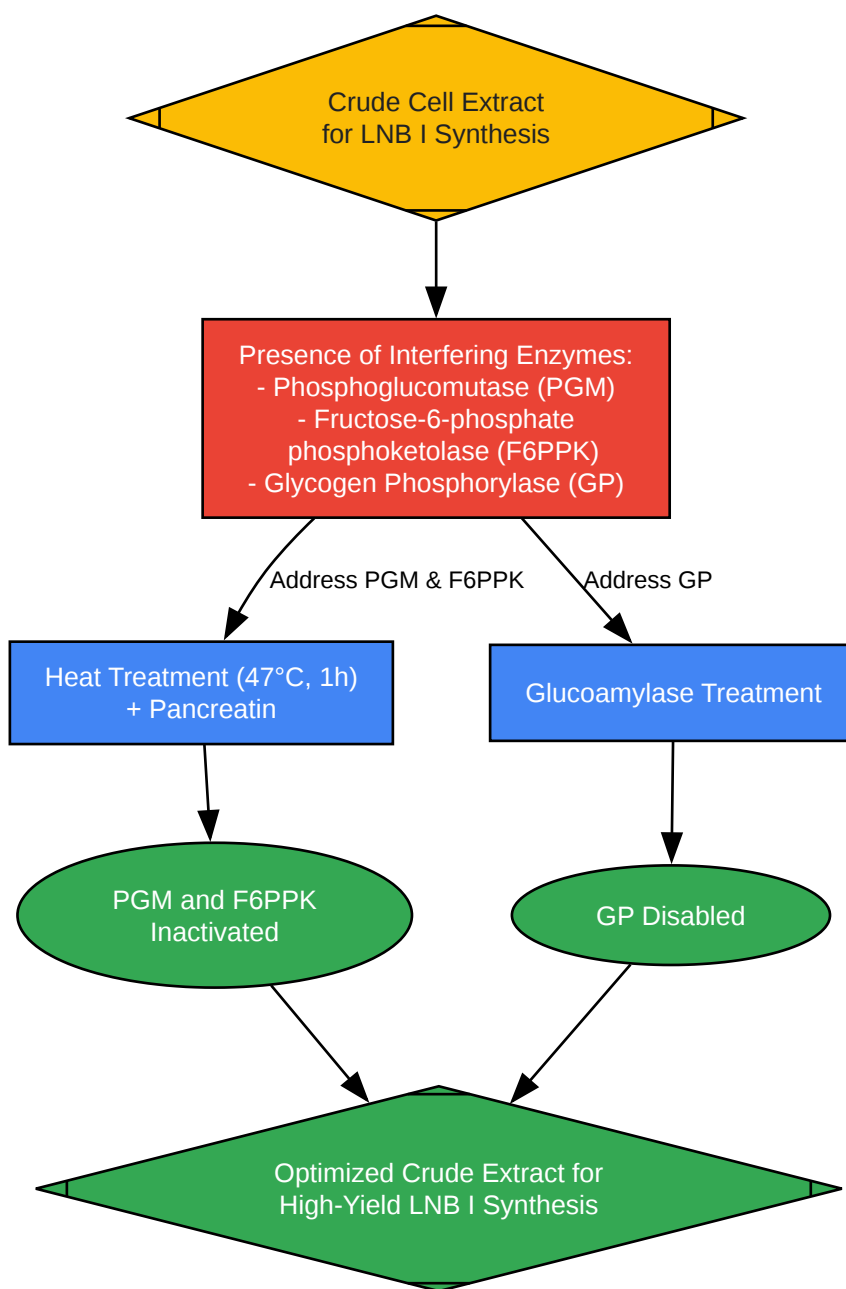 Crude Cell Extract
for LNB I Synthesis
Presence of Interfering Enzymes:
- Phosphoglucomutase (PGM)
- Fructose-6-phosphate
phosphoketolase (F6PPK)
- Glycogen Phosphorylase (GP)
Address PGM & F6PPK
Address GP
Heat Treatment (47°C, 1h)
+ Pancreatin
Glucoamylase Treatment
PGM and F6PPK
Inactivated
GP Disabled
Optimized Crude Extract for
High-Yield LNB I Synthesis